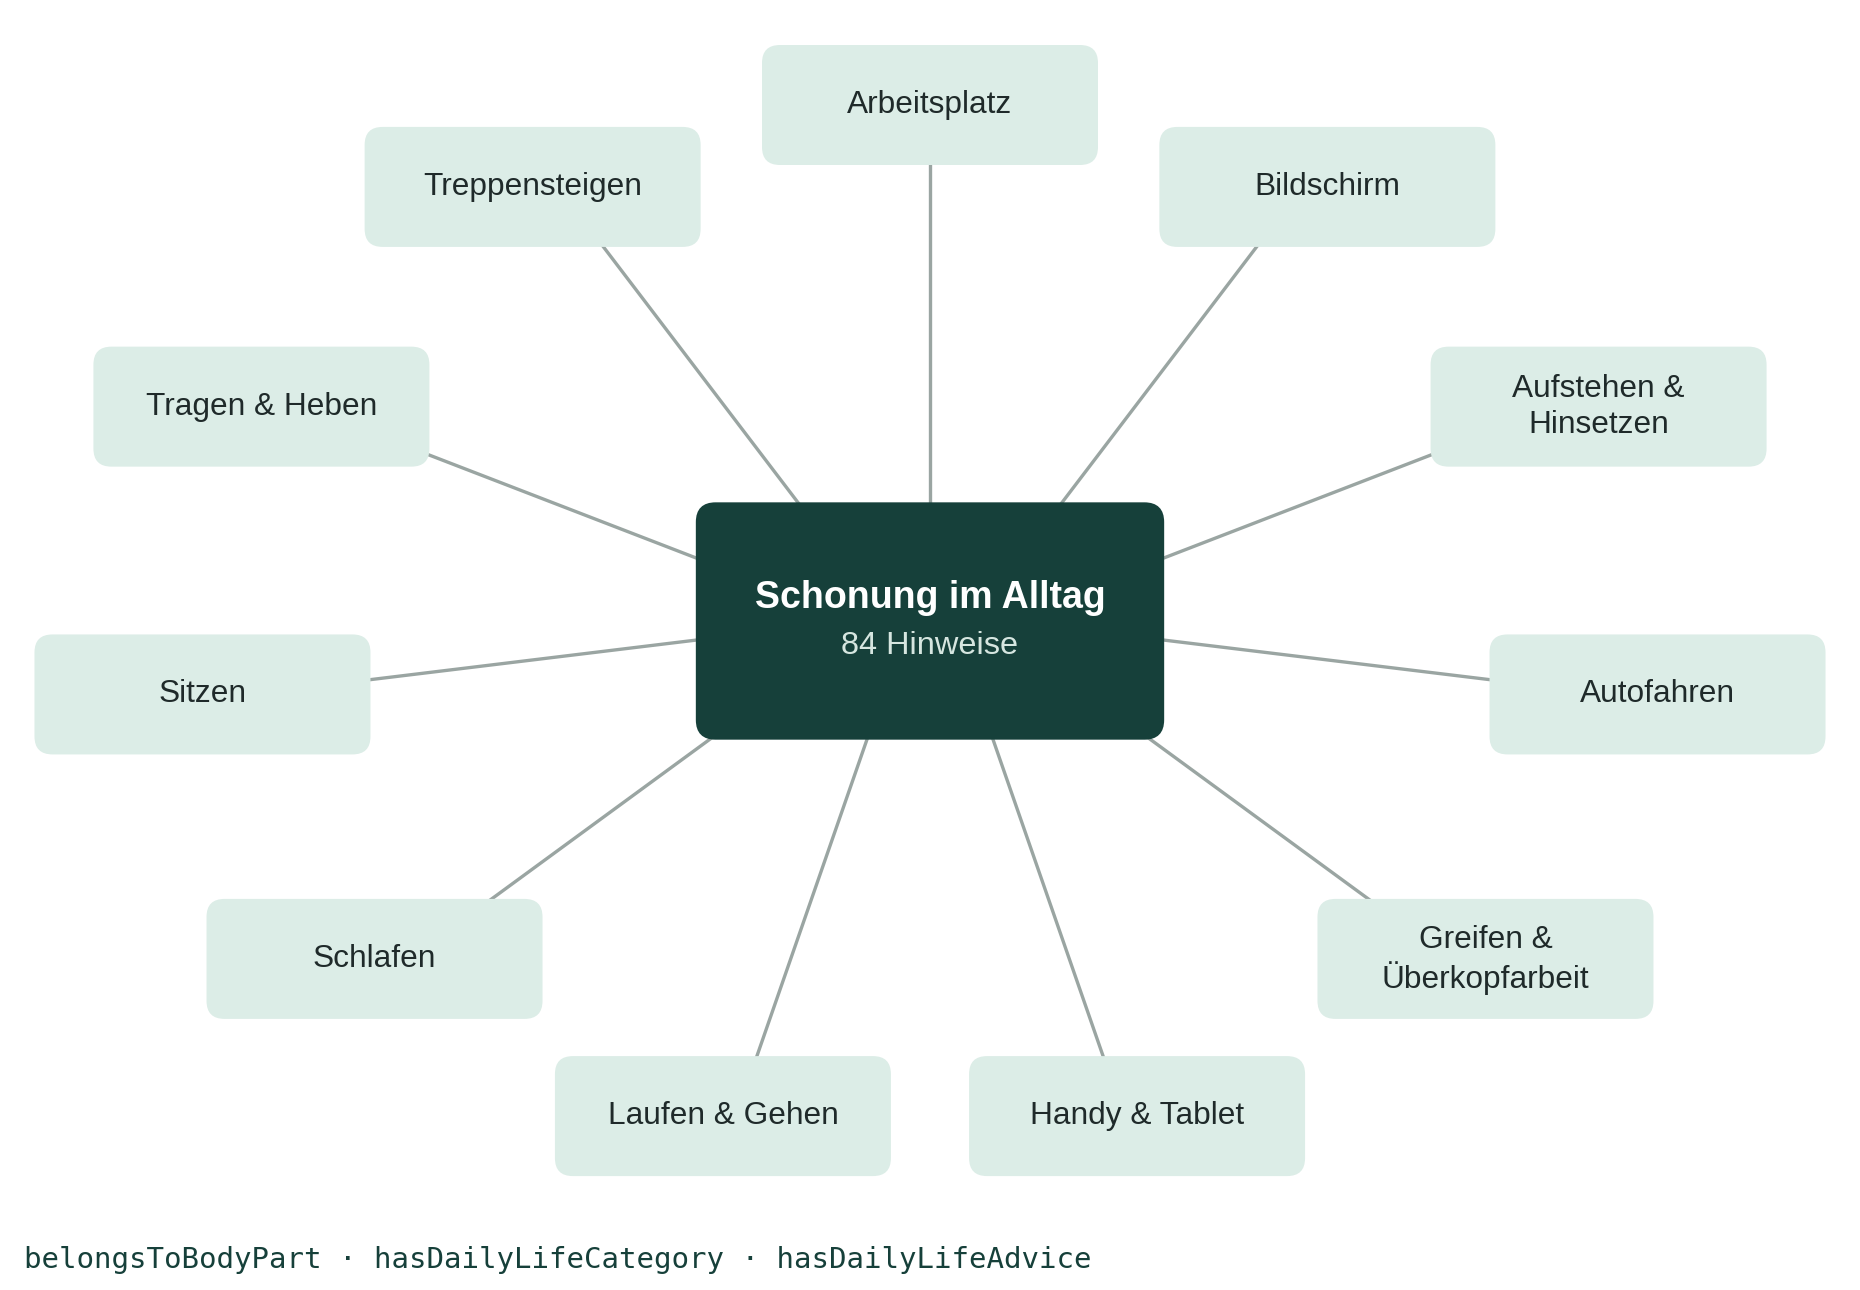 Arbeitsplatz
Treppensteigen
Bildschirm
Tragen & Heben
Aufstehen &
Hinsetzen
Schonung im Alltag
84 Hinweise
Sitzen
Autofahren
Schlafen
Greifen &
Überkopfarbeit
Laufen & Gehen
Handy & Tablet
belongsToBodyPart · hasDailyLifeCategory · hasDailyLifeAdvice